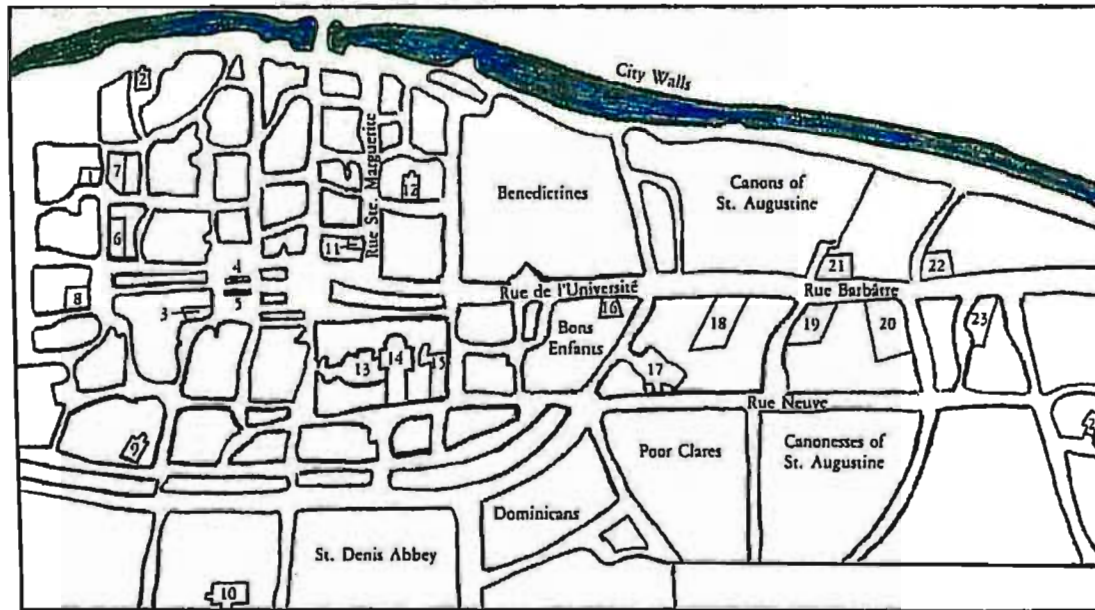 City Walls
2
Rue Ste. Marguerite
1
7
12
Benedictrines
Canons of
St. Augustine
6
11
4
21
22
8
5
3
Rue de l'Université
Rue Barbâtre
16
Bons
Enfants
18
19
20
23
13
14
15
17
Rue Neuve
9
Poor Clares
Canonesses of
St. Augustine
Dominicans
St. Denis Abbey
10